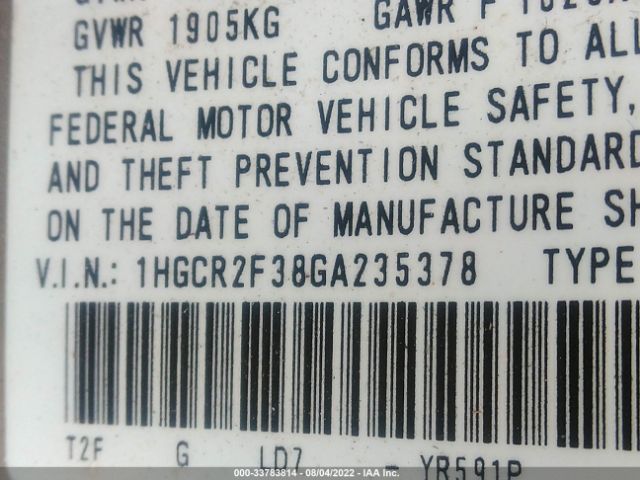 GVWR 1905KG GAWR F
THIS VEHICLE CONFORMS TO ALL
FEDERAL MOTOR VEHICLE SAFETY,
AND THEFT PREVENTION STANDARD
ON THE DATE OF MANUFACTURE SH
V.I.N.: 1HGCR2F38GA235378 TYPE
T2F G LD7 - YR591P
000-33783814 - 08/04/2022 - IAA Inc.